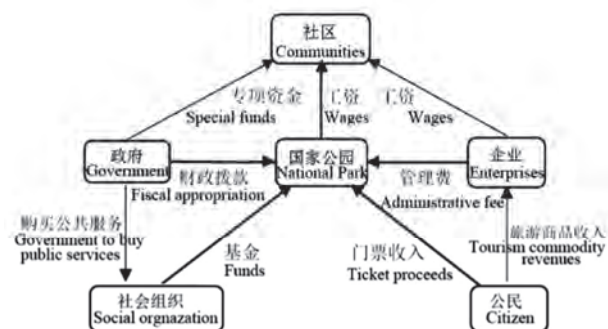 社区
Communities
专项资金
Special funds
工资
Wages
工资
Wages
政府
Government
财政拨款
Fiscal appropriation
国家公园
National Park
管理费
Administrative fee
企业
Enterprises
购买公共服务
Government to buy
public services
基金
Funds
门票收入
Ticket proceeds
旅游商品收入
Tourism commodity
revenues
社会组织
Social orgnazation
公民
Citizen